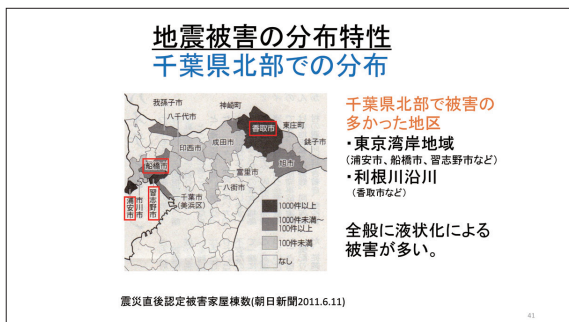 地震被害の分布特性
千葉県北部での分布
我孫子市
八千代市
神崎町
香取市
東庄町
銚子市
成田市
印西市
船橋市
旭市
富里市
八街市
千葉市
(美浜区)
浦安市
市川市
習志野市
1000件以上
1000件未満～
100件以上
100件未満
なし
千葉県北部で被害の
多かった地区
・東京湾岸地域
(浦安市、船橋市、習志野市など)
・利根川沿川
(香取市など)
全般に液状化による
被害が多い。
震災直後認定被害家屋棟数(朝日新聞2011.6.11)
41